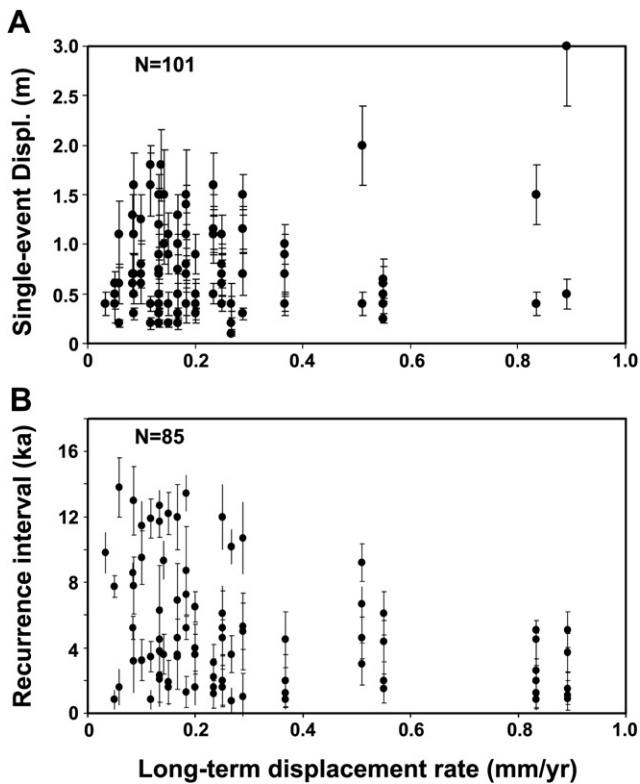 A
Single-event Displ. (m)
3.0
2.5
2.0
1.5
1.0
0.5
0
N=101
0 0.2 0.4 0.6 0.8 1.0
B
Recurrence interval (ka)
16
12
8
4
0
N=85
0 0.2 0.4 0.6 0.8 1.0
Long-term displacement rate (mm/yr)